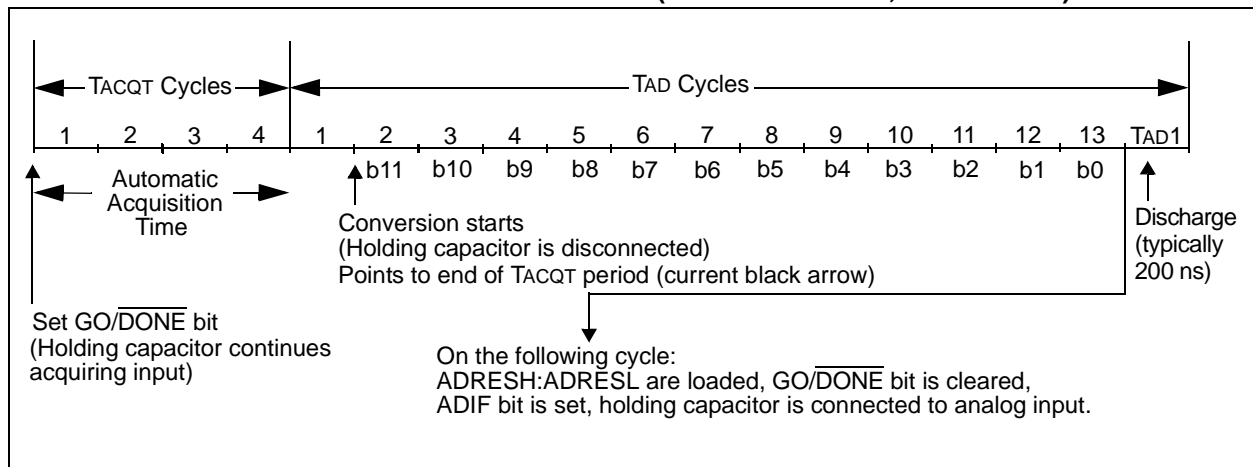 TACQT Cycles TAD Cycles
1 2 3 4 1 2 3 4 5 6 7 8 9 10 11 12 13 TAD1
b11 b10 b9 b8 b7 b6 b5 b4 b3 b2 b1 b0
Automatic
Acquisition
Time
Conversion starts
(Holding capacitor is disconnected)
Points to end of TACQT period (current black arrow)
Discharge
(typically
200 ns)
Set GO/DONE bit
(Holding capacitor continues
acquiring input)
On the following cycle:
ADRESH:ADRESL are loaded, GO/DONE bit is cleared,
ADIF bit is set, holding capacitor is connected to analog input.